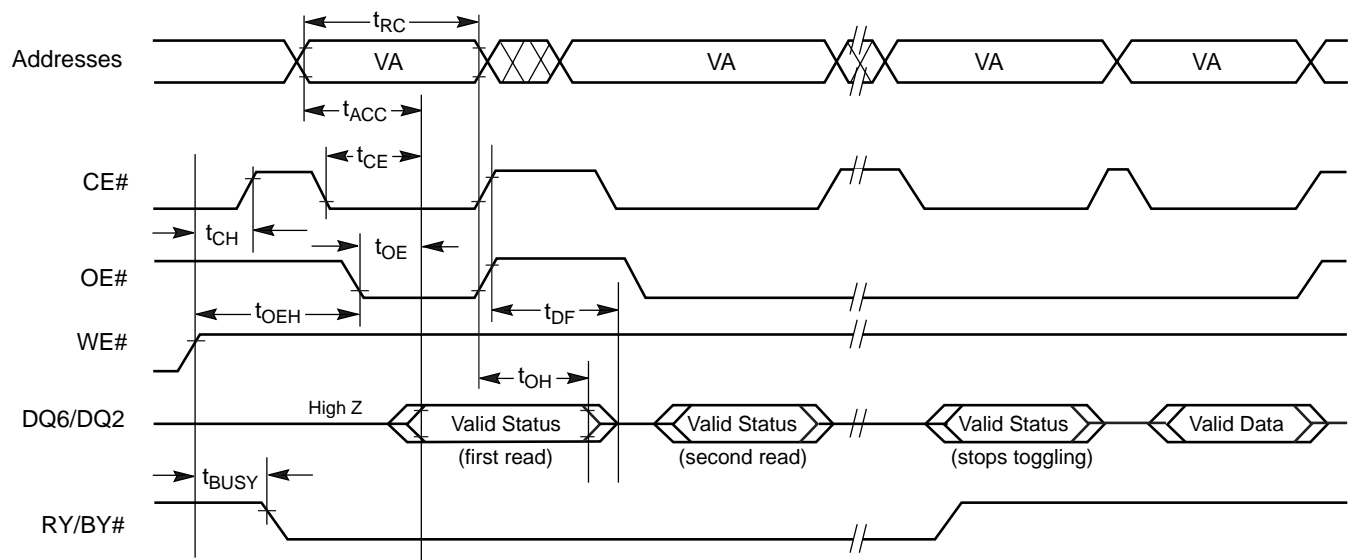 tRC
Addresses VA VA VA VA
tACC
tCE
CE#
tCH tOE
OE#
tOEH tDF
WE#
tOH
High Z
DQ6/DQ2 Valid Status Valid Status Valid Status Valid Data
(first read) (second read) (stops toggling)
tBUSY
RY/BY#